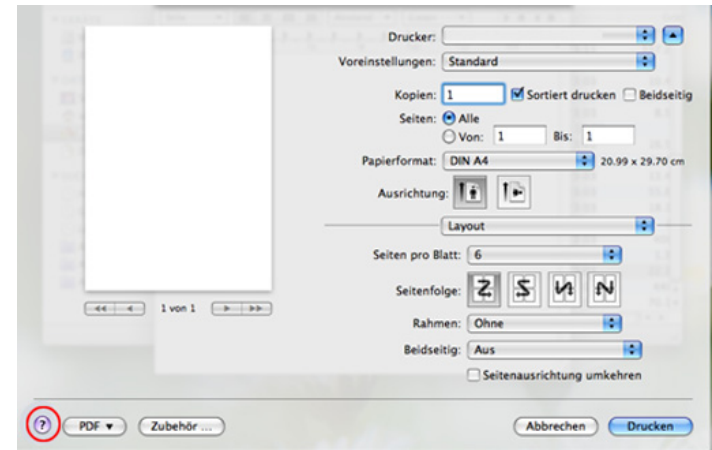 Drucker:
Voreinstellungen: Standard
Kopien: 1 Sortiert drucken Beidseitig
Seiten: Alle
Von: 1 Bis: 1
Papierformat: DIN A4 20.99 x 29.70 cm
Ausrichtung:
Layout
Seiten pro Blatt: 6
Seitenfolge:
1 von 1
Rahmen: Ohne
Beidseitig: Aus
Seitenausrichtung umkehren
? PDF Zubehör ... Abbrechen Drucken